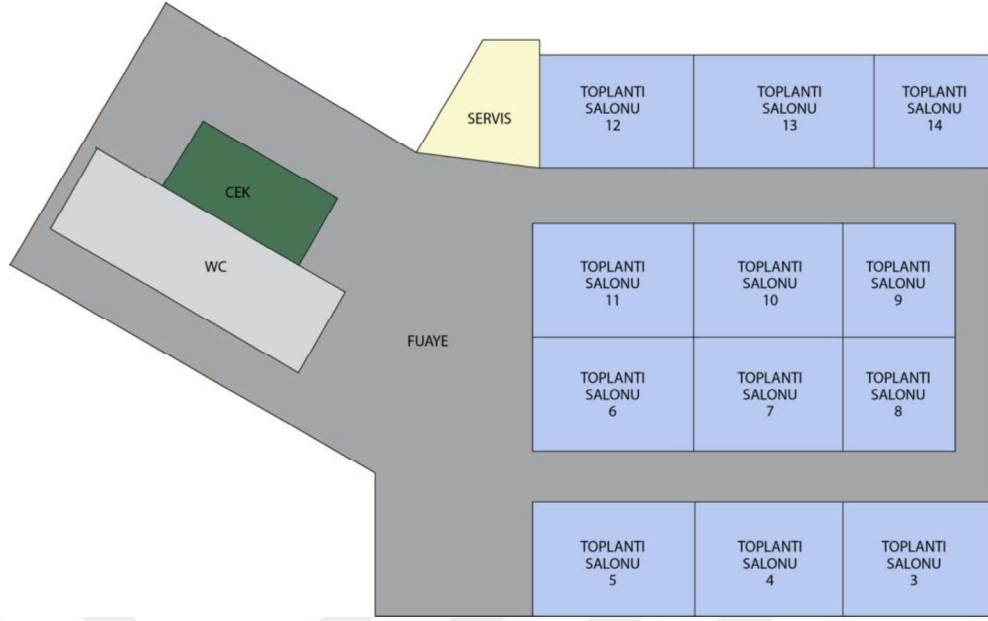 SERVIS
TOPLANTI
SALONU
12
TOPLANTI
SALONU
13
TOPLANTI
SALONU
14
CEK
WC
FUAYE
TOPLANTI
SALONU
11
TOPLANTI
SALONU
10
TOPLANTI
SALONU
9
TOPLANTI
SALONU
6
TOPLANTI
SALONU
7
TOPLANTI
SALONU
8
TOPLANTI
SALONU
5
TOPLANTI
SALONU
4
TOPLANTI
SALONU
3